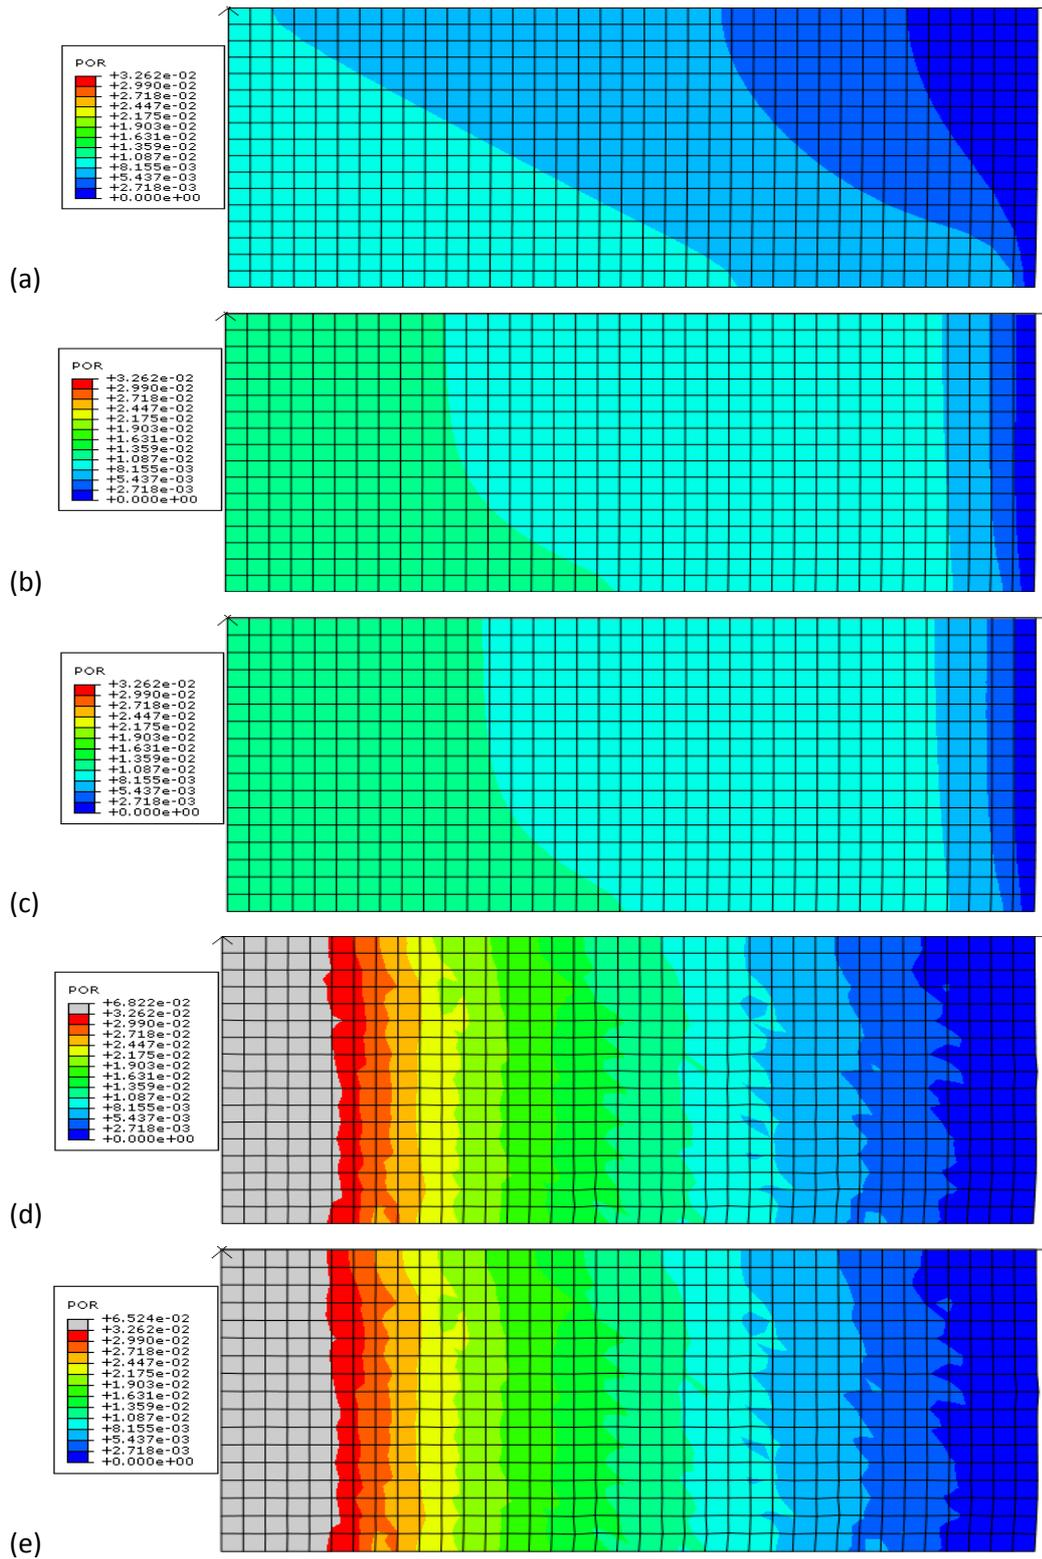 POR
+3.262e-02
+2.990e-02
+2.718e-02
+2.447e-02
+2.175e-02
+1.903e-02
+1.631e-02
+1.359e-02
+1.087e-02
+8.155e-03
+5.437e-03
+2.718e-03
+0.000e+00
(a)
POR
+3.262e-02
+2.990e-02
+2.718e-02
+2.447e-02
+2.175e-02
+1.903e-02
+1.631e-02
+1.359e-02
+1.087e-02
+8.155e-03
+5.437e-03
+2.718e-03
+0.000e+00
(b)
POR
+3.262e-02
+2.990e-02
+2.718e-02
+2.447e-02
+2.175e-02
+1.903e-02
+1.631e-02
+1.359e-02
+1.087e-02
+8.155e-03
+5.437e-03
+2.718e-03
+0.000e+00
(c)
POR
+6.822e-02
+3.262e-02
+2.990e-02
+2.718e-02
+2.447e-02
+2.175e-02
+1.903e-02
+1.631e-02
+1.359e-02
+1.087e-02
+8.155e-03
+5.437e-03
+2.718e-03
+0.000e+00
(d)
POR
+6.524e-02
+3.262e-02
+2.990e-02
+2.718e-02
+2.447e-02
+2.175e-02
+1.903e-02
+1.631e-02
+1.359e-02
+1.087e-02
+8.155e-03
+5.437e-03
+2.718e-03
+0.000e+00
(e)